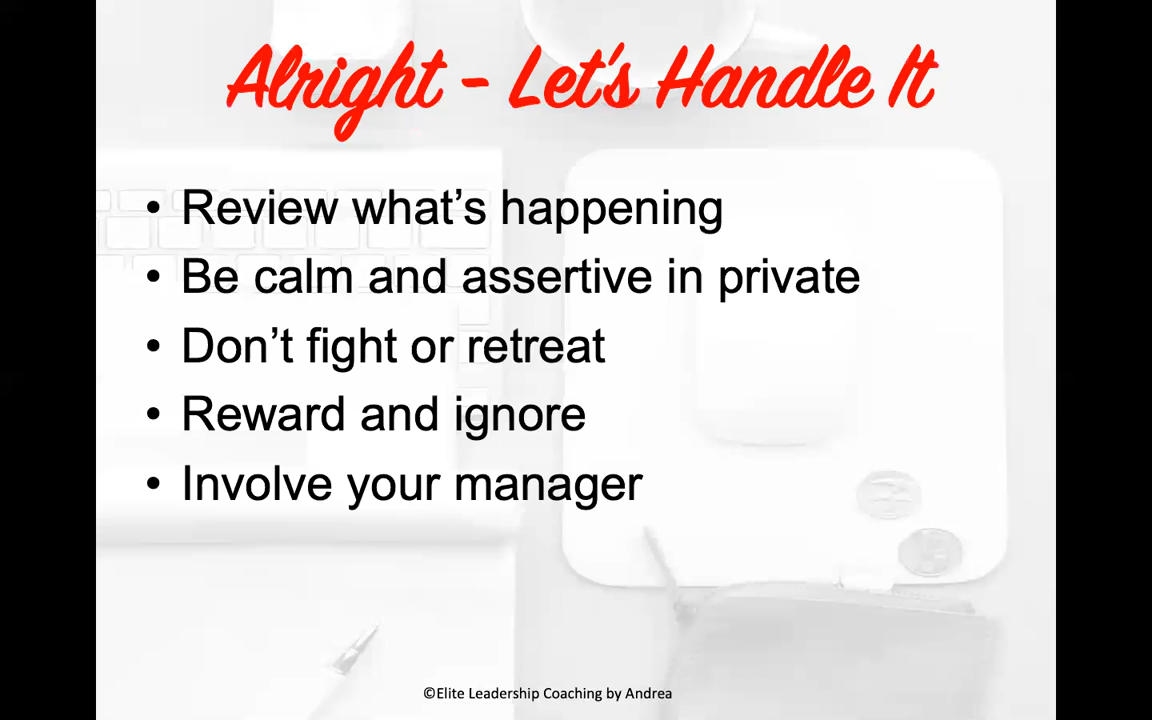 Alright - Let's Handle It
• Review what’s happening
• Be calm and assertive in private
• Don’t fight or retreat
• Reward and ignore
• Involve your manager
©Elite Leadership Coaching by Andrea